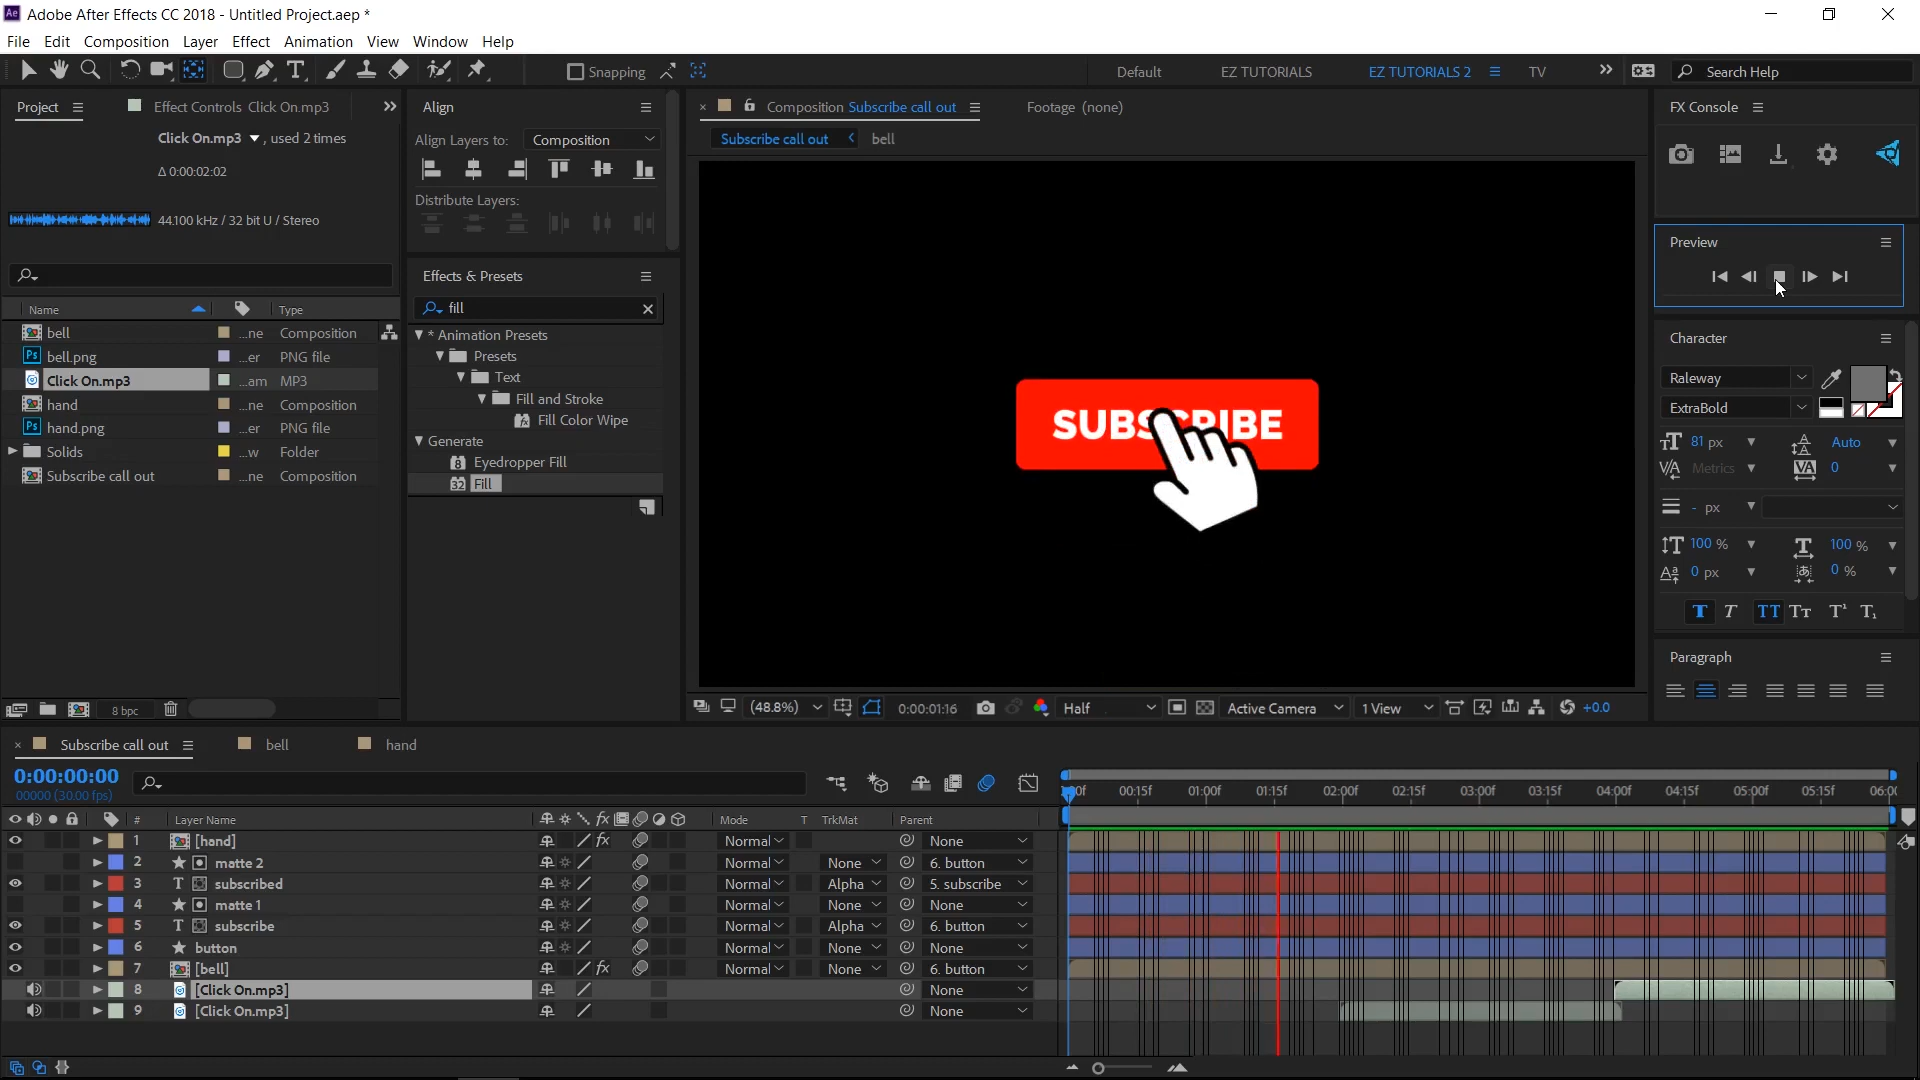 Ae Adobe After Effects CC 2018 - Untitled Project.aep *
File Edit Composition Layer Effect Animation View Window Help
Snapping Default EZ TUTORIALS EZ TUTORIALS 2 TV Search Help
Project Effect Controls Click On.mp3
Click On.mp3 , used 2 times
Δ 0:00:02:02
44.100 kHz / 32 bit U / Stereo
Name Type
bell ...ne Composition
bell.png ...er PNG file
Click On.mp3 ...am MP3
hand ...ne Composition
hand.png ...er PNG file
Solids ...w Folder
Subscribe call out ...ne Composition
8 bpc
Align
Align Layers to: Composition
Distribute Layers:
Effects & Presets
fill
* Animation Presets
Presets
Text
Fill and Stroke
Fill Color Wipe
Generate
Eyedropper Fill
Fill
Composition Subscribe call out Footage (none)
Subscribe call out bell
SUBSCRIBE
(48.8%) 0:00:01:16 Half Active Camera 1 View +0.0
FX Console
Preview
Character
Raleway
ExtraBold
81 px Auto
Metrics 0
- px
100 % 100 %
0 px 0 %
Paragraph
Subscribe call out bell hand
0:00:00:00
00000 (30.00 fps)
00:15f 01:00f 01:15f 02:00f 02:15f 03:00f 03:15f 04:00f 04:15f 05:00f 05:15f
# Layer Name Mode T TrkMat Parent
1 [hand] Normal None
2 matte 2 Normal None 6. button
3 T subscribed Normal Alpha 5. subscribe
4 matte 1 Normal None None
5 T subscribe Normal Alpha 6. button
6 button Normal None None
7 [bell] Normal None 6. button
8 [Click On.mp3] None
9 [Click On.mp3] None